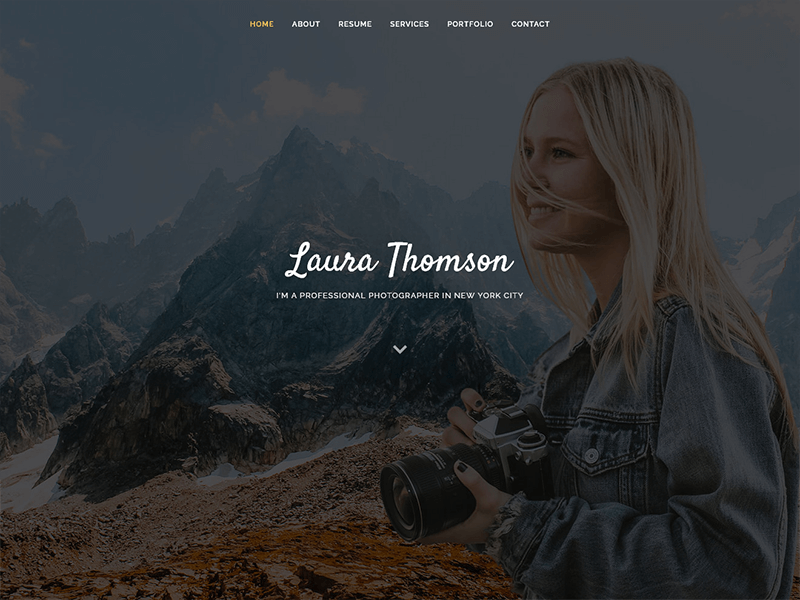 HOME ABOUT RESUME SERVICES PORTFOLIO CONTACT
Laura Thomson
I'M A PROFESSIONAL PHOTOGRAPHER IN NEW YORK CITY